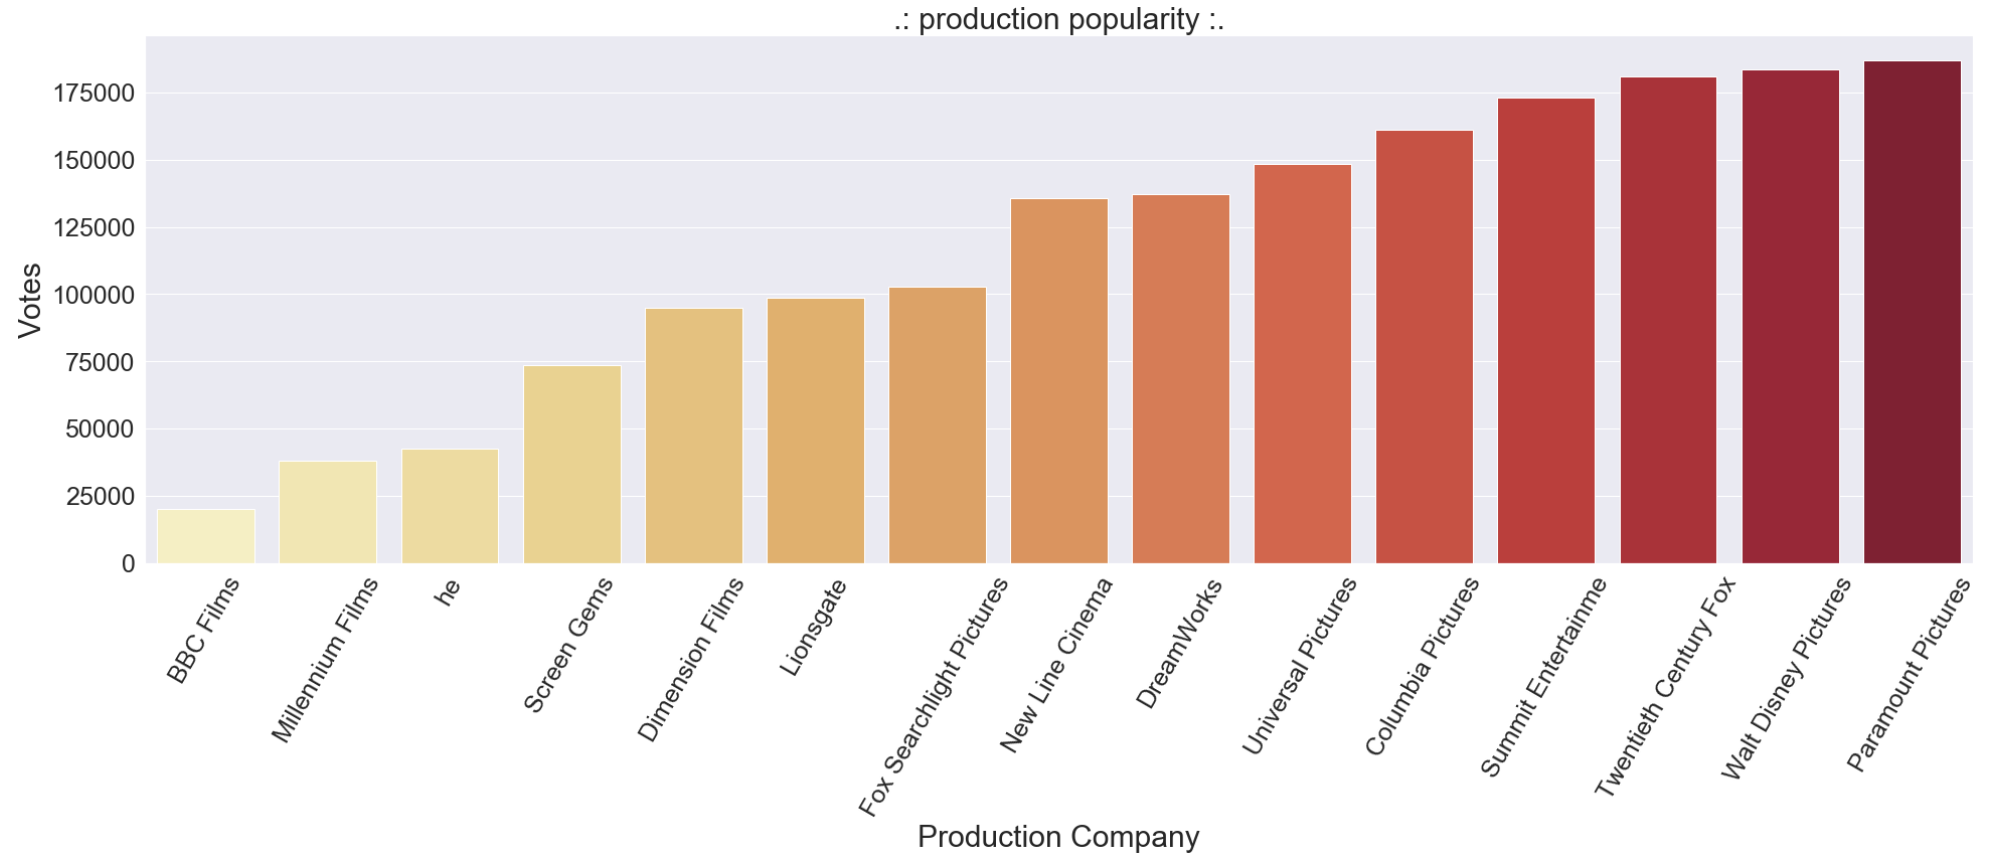 .: production popularity :.
175000
150000
125000
100000
75000
50000
25000
0
Votes
BBC Films
Millennium Films
he
Screen Gems
Dimension Films
Lionsgate
Fox Searchlight Pictures
New Line Cinema
DreamWorks
Universal Pictures
Columbia Pictures
Summit Entertainme
Twentieth Century Fox
Walt Disney Pictures
Paramount Pictures
Production Company